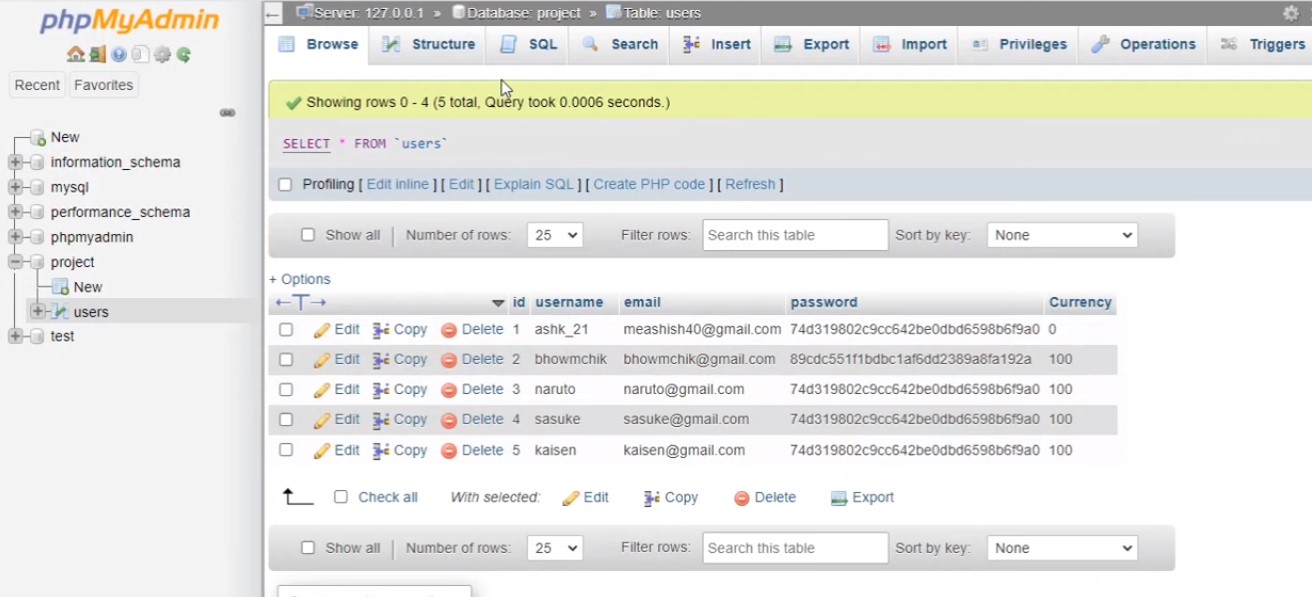 phpMyAdmin
Recent Favorites
New
information_schema
mysql
performance_schema
phpmyadmin
project
New
users
test
Server: 127.0.0.1 » Database: project » Table: users
Browse Structure SQL Search Insert Export Import Privileges Operations Triggers
Showing rows 0 - 4 (5 total, Query took 0.0006 seconds.)
SELECT * FROM `users`
Profiling [ Edit inline ] [ Edit ] [ Explain SQL ] [ Create PHP code ] [ Refresh ]
Show all | Number of rows: 25 Filter rows: Search this table Sort by key: None
+ Options
←T→ id username email password Currency
Edit Copy Delete 1 ashk_21 meashish40@gmail.com 74d319802c9cc642be0dbd6598b6f9a0 0
Edit Copy Delete 2 bhowmchik bhowmchik@gmail.com 89cdc551f1bdbc1af6dd2389a8fa192a 100
Edit Copy Delete 3 naruto naruto@gmail.com 74d319802c9cc642be0dbd6598b6f9a0 100
Edit Copy Delete 4 sasuke sasuke@gmail.com 74d319802c9cc642be0dbd6598b6f9a0 100
Edit Copy Delete 5 kaisen kaisen@gmail.com 74d319802c9cc642be0dbd6598b6f9a0 100
Check all With selected: Edit Copy Delete Export
Show all | Number of rows: 25 Filter rows: Search this table Sort by key: None